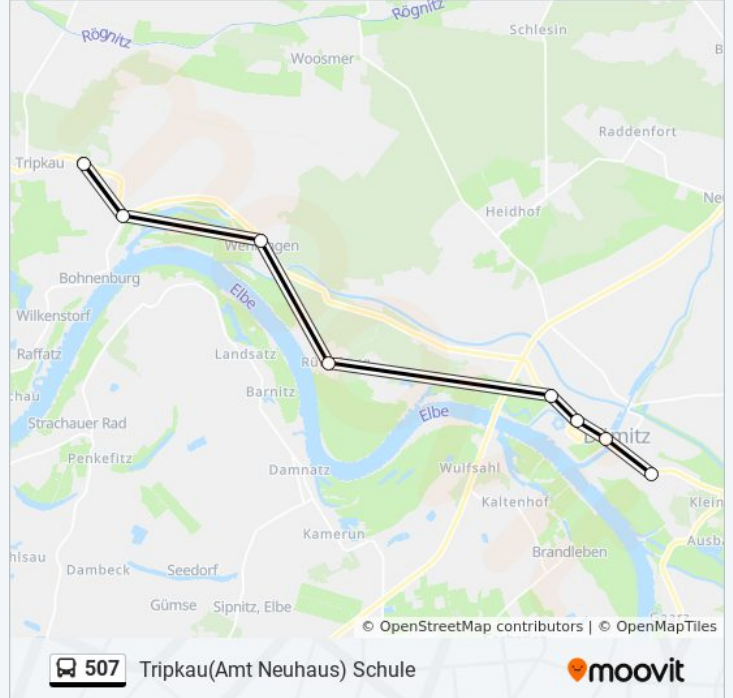 Rögnitz
Rögnitz
Schlesin
Woosmer
Raddenfort
Tripkau
Heidhof
Bohnenburg
Elbe
Wilkenstorf
Landsatz
Raffatz
Barnitz
Elbe
Strachauer Rad
Penkefitz
Damnatz
Wulfsahl
Kaltenhof
Klein
Kamerun
Brandleben
Dambeck
Seedorf
Gümse
Sipnitz, Elbe
© OpenStreetMap contributors | © OpenMapTiles
507 Tripkau(Amt Neuhaus) Schule
moovit